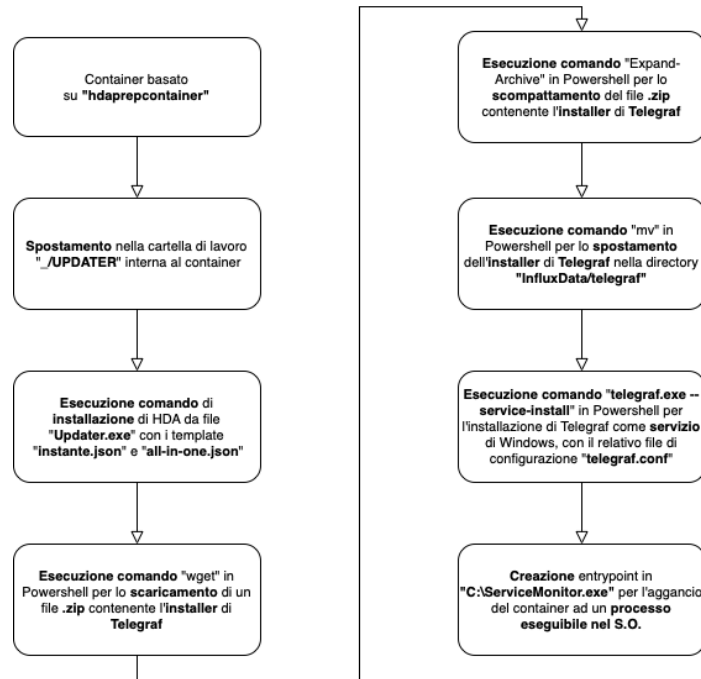 Container basato
su "hdaprepcontainer"
Spostamento nella cartella di lavoro
"_/UPDATER" interna al container
Esecuzione comando di
installazione di HDA da file
"Updater.exe" con i template
"instante.json" e "all-in-one.json"
Esecuzione comando "wget" in
Powershell per lo scaricamento di un
file .zip contenente l'installer di
Telegraf
Esecuzione comando "Expand-
Archive" in Powershell per lo
scompattamento del file .zip
contenente l'installer di Telegraf
Esecuzione comando "mv" in
Powershell per lo spostamento
dell'installer di Telegraf nella directory
"InfluxData/telegraf"
Esecuzione comando "telegraf.exe --
service-install" in Powershell per
l'installazione di Telegraf come servizio
di Windows, con il relativo file di
configurazione "telegraf.conf"
Creazione entrypoint in
"C:\ServiceMonitor.exe" per l'aggancio
del container ad un processo
eseguibile nel S.O.